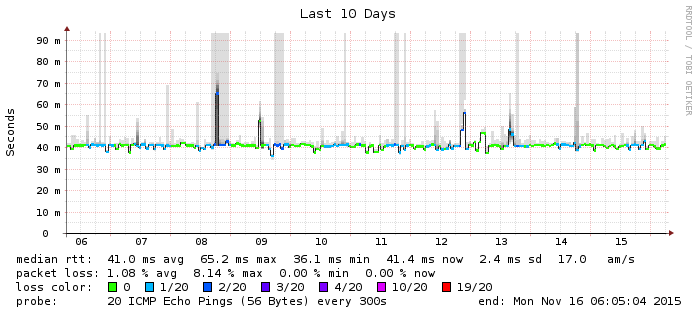 Last 10 Days
RRDTOOL / TOBI OETIKER
Seconds
90 m
80 m
70 m
60 m
50 m
40 m
30 m
20 m
10 m
0
06 07 08 09 10 11 12 13 14 15
median rtt: 41.0 ms avg 65.2 ms max 36.1 ms min 41.4 ms now 2.4 ms sd 17.0 am/s
packet loss: 1.08 % avg 8.14 % max 0.00 % min 0.00 % now
loss color: 0 1/20 2/20 3/20 4/20 10/20 19/20
probe: 20 ICMP Echo Pings (56 Bytes) every 300s end: Mon Nov 16 06:05:04 2015